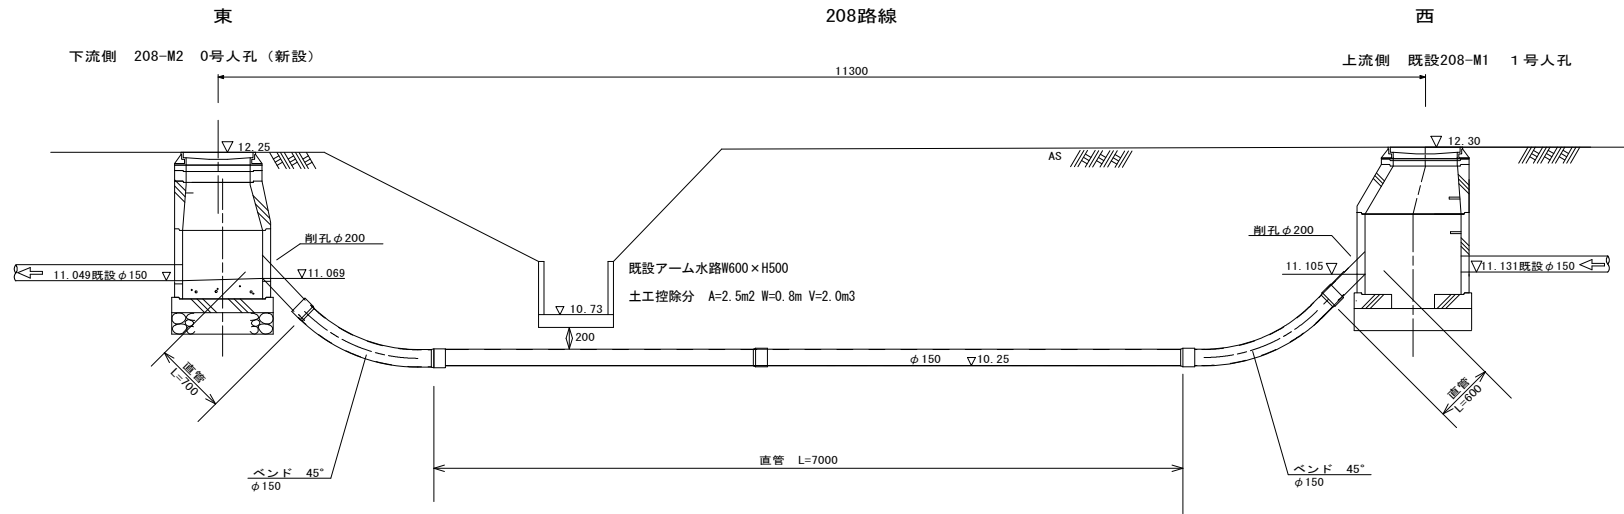 東
208路線
西
下流側 208-M2 0号人孔(新設)
上流側 既設208-M1 1号人孔
11300
12.25
12.30
AS
削孔φ200
削孔φ200
11.049既設φ150
11.069
既設アーム水路W600×H500
土工控除分 A=2.5m2 W=0.8m V=2.0m3
11.105
11.131既設φ150
10.73
200
φ150
10.25
直管
L=700
直管
L=600
直管 L=7000
ベンド 45°
φ150
ベンド 45°
φ150